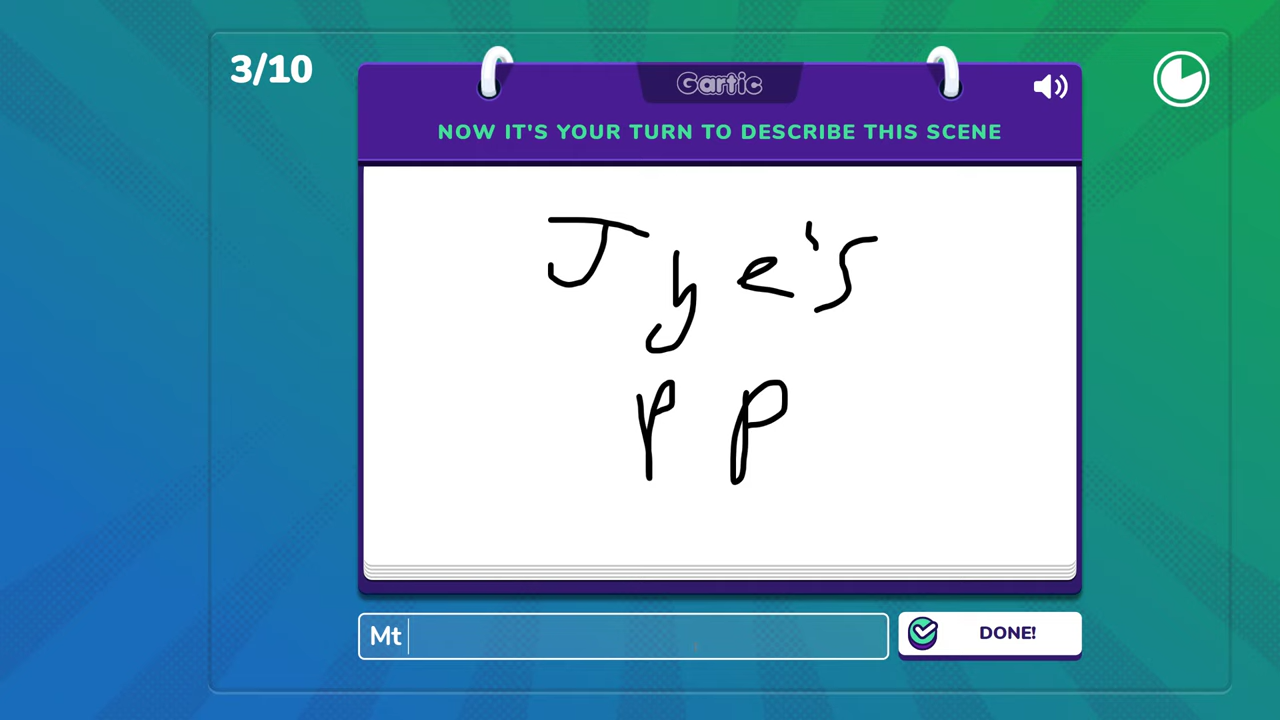 3/10
Gartic
NOW IT'S YOUR TURN TO DESCRIBE THIS SCENE
Jye's
PP
Mt
DONE!